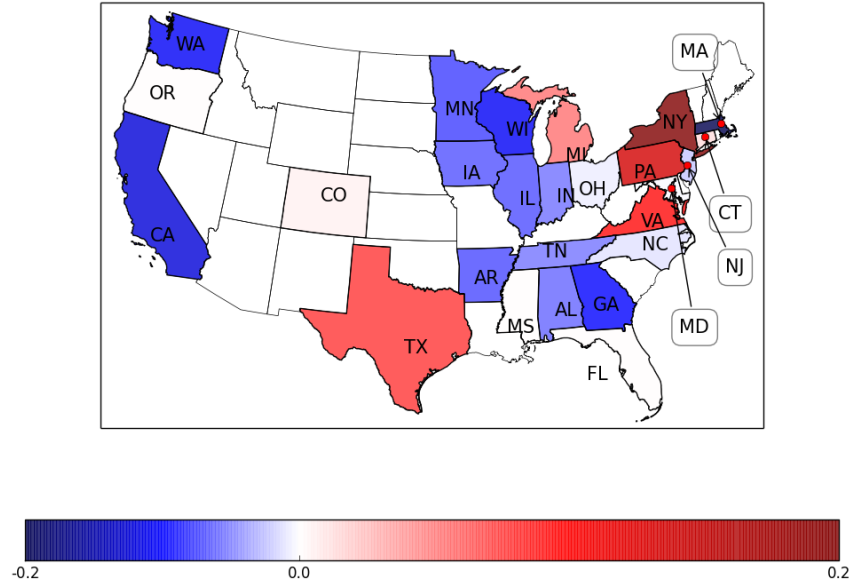 MA
WA
OR
NY
MN
WI
MI
PA
IA
OH
CO
IL
IN
CT
VA
CA
NC
TN
NJ
AR
GA
AL
MS
MD
TX
FL
-0.2
0.0
0.2